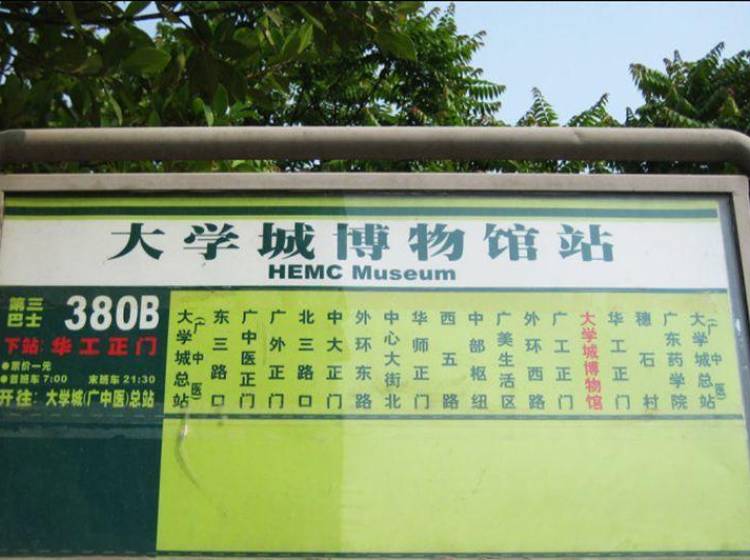 大学城博物馆站
HEMC Museum
第三巴士
380B
下站：华工正门
●票价一元
●首班车 7:00 末班车 21:30
开往：大学城(广中医)总站
大学城总站(广中医)
东三路口
广中医正门
广外正门
北三路口
中大正门
外环东路
中心大街北
华师正门
西五路
中部枢纽
广美生活区
外环西路
广工正门
大学城博物馆
华工正门
穗石村
广东药学院
大学城总站(广中医)